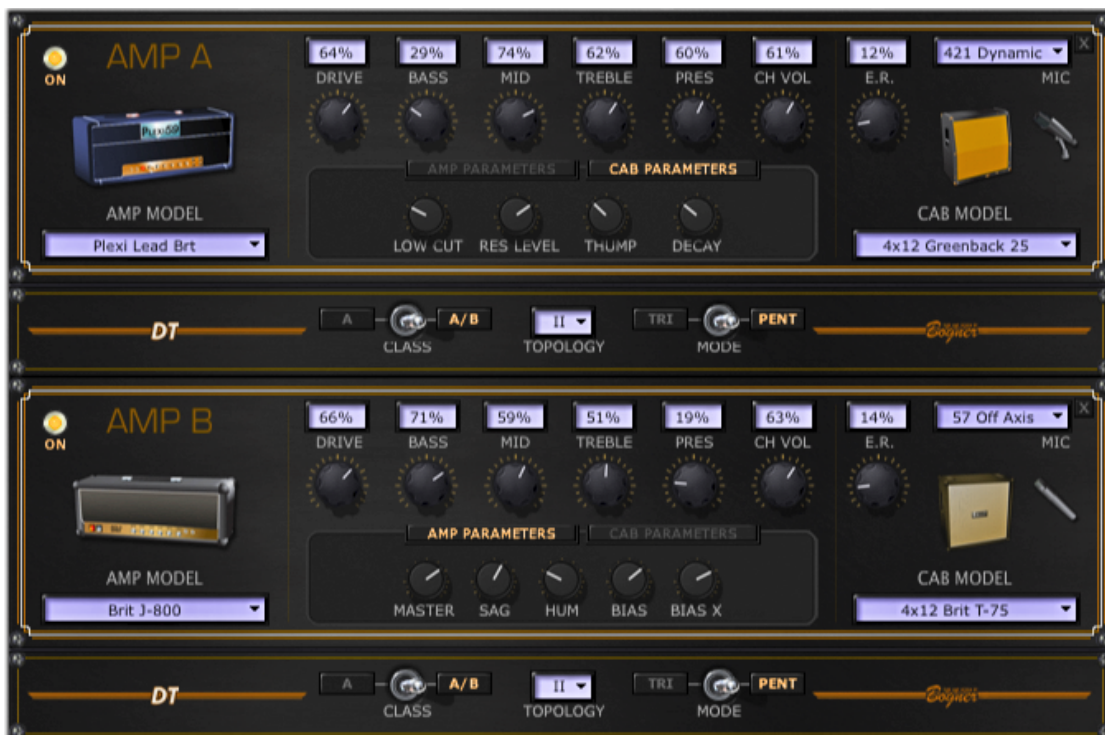 AMP A
ON
64% 29% 74% 62% 60% 61% 12% 421 Dynamic X
DRIVE BASS MID TREBLE PRES CH VOL E.R. MIC
Plexi59
AMP PARAMETERS CAB PARAMETERS
AMP MODEL CAB MODEL
LOW CUT RES LEVEL THUMP DECAY
Plexi Lead Brt 4x12 Greenback 25
DT A A/B II TRI PENT Bogner
CLASS TOPOLOGY MODE
AMP B
ON
66% 71% 59% 51% 19% 63% 14% 57 Off Axis X
DRIVE BASS MID TREBLE PRES CH VOL E.R. MIC
AMP PARAMETERS CAB PARAMETERS
AMP MODEL CAB MODEL
MASTER SAG HUM BIAS BIAS X
Brit J-800 4x12 Brit T-75
DT A A/B II TRI PENT Bogner
CLASS TOPOLOGY MODE